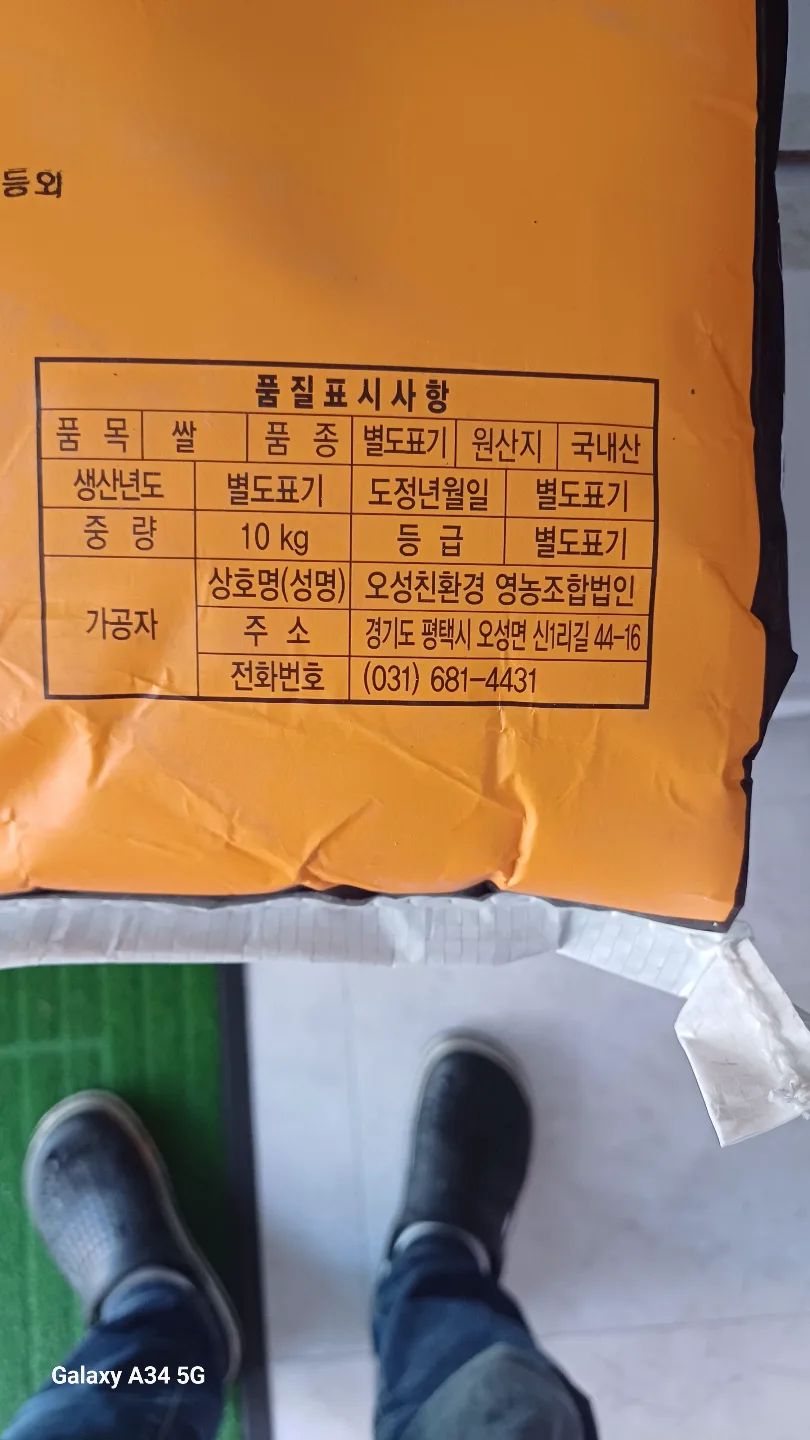 등외
품질표시사항
품 목 쌀 품 종 별도표기 원산지 국내산
생산년도 별도표기 도정년월일 별도표기
중 량 10 kg 등 급 별도표기
가공자 상호명(성명) 오성친환경 영농조합법인
주 소 경기도 평택시 오성면 신1리길 44-16
전화번호 (031) 681-4431
Galaxy A34 5G